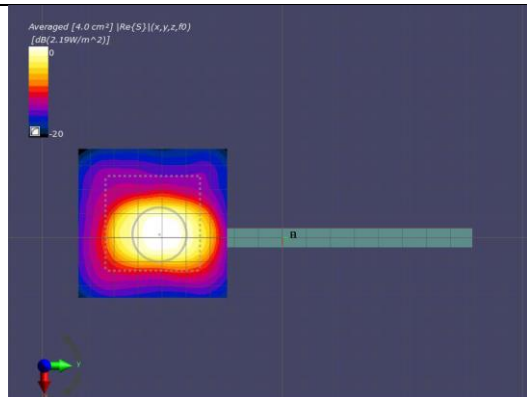 Averaged [4.0 cm²] |Re{S}|(x,y,z,f0)
[dB(2.19W/m^2)]
0
-20
Y